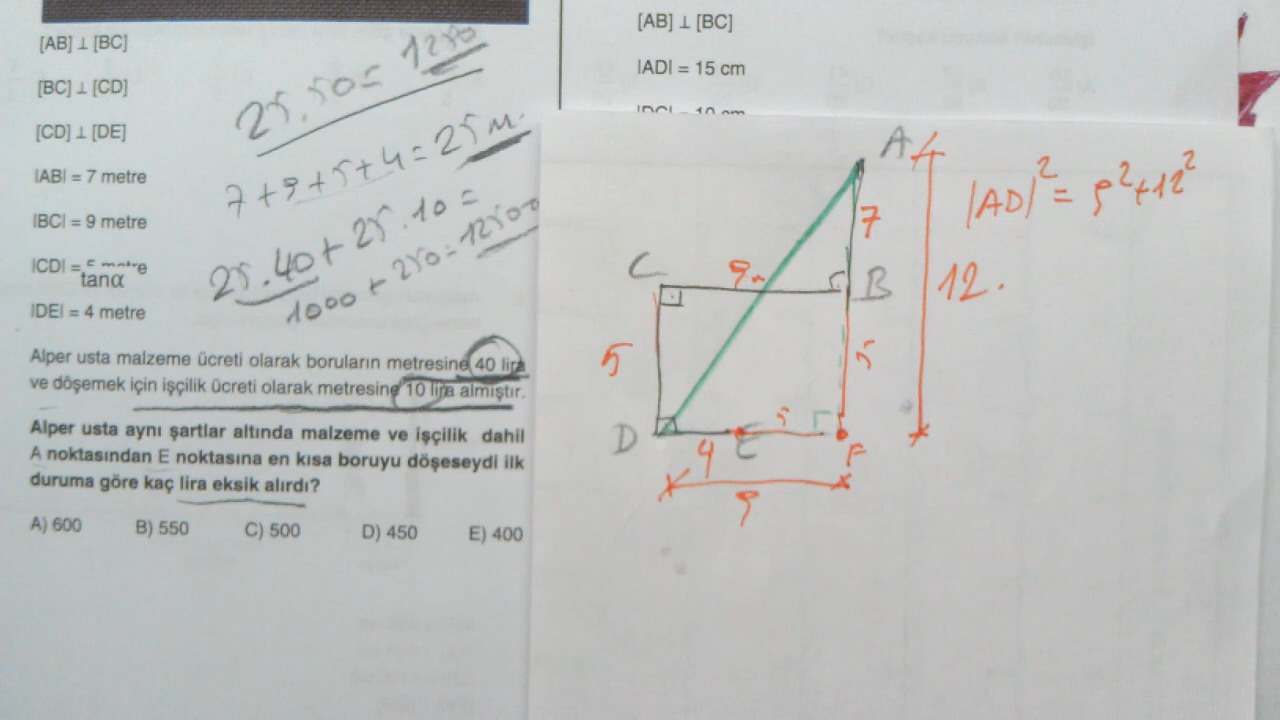 [AB] ⊥ [BC]
[BC] ⊥ [CD]
[CD] ⊥ [DE]
|AB| = 7 metre
|BC| = 9 metre
|CD| =
tanα
|DE| = 4 metre
25.50 = 1250
7+9+5+4 = 25 m.
25.40 + 25.10 =
1000 + 250 = 12500
Alper usta malzeme ücreti olarak boruların metresine 40 lira
ve döşemek için işçilik ücreti olarak metresine 10 lira almıştır.
Alper usta aynı şartlar altında malzeme ve işçilik dahil
A noktasından E noktasına en kısa boruyu döşeseydi ilk
duruma göre kaç lira eksik alırdı?
A) 600 B) 550 C) 500 D) 450 E) 400
[AB] ⊥ [BC]
|AD| = 15 cm
A
7
|AD|² = 9²+12²
C
9
B
12.
5
5
D
4
E
5
F
9